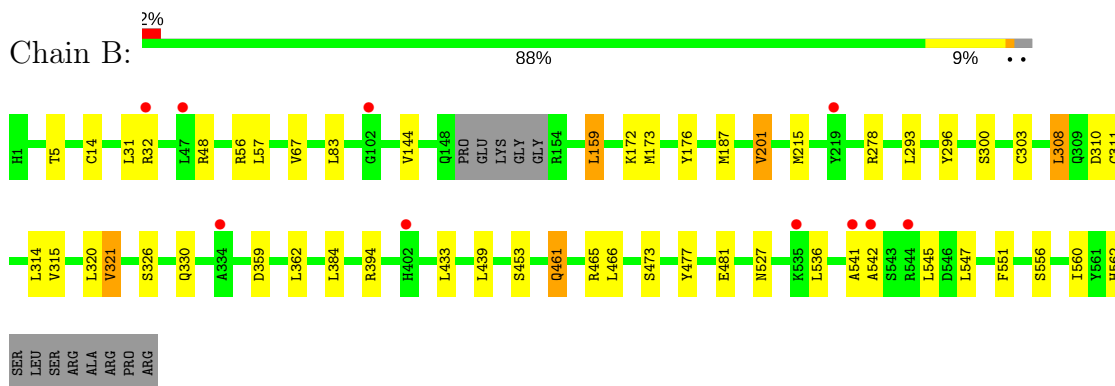 2%
Chain B:
88% 9% • •
H1 T5 C14 L31 R32 L47 R48 R56 L57 V67 L83 G102 V144 Q148 PRO GLU LYS GLY GLY R154 L159 K172 M173 Y176 M187 V201 M215 Y219 R278 L293 Y296 S300 C303 L308 Q309 D310 C311
L314 V315 L320 V321 S326 Q330 A334 D359 L362 L384 R394 H402 L433 L439 S453 Q461 R465 L466 S473 Y477 E481 N527 K535 L536 A541 A542 S543 R544 L545 D546 L547 F551 S556 I560 Y561 H562
SER LEU SER ARG ALA ARG PRO ARG